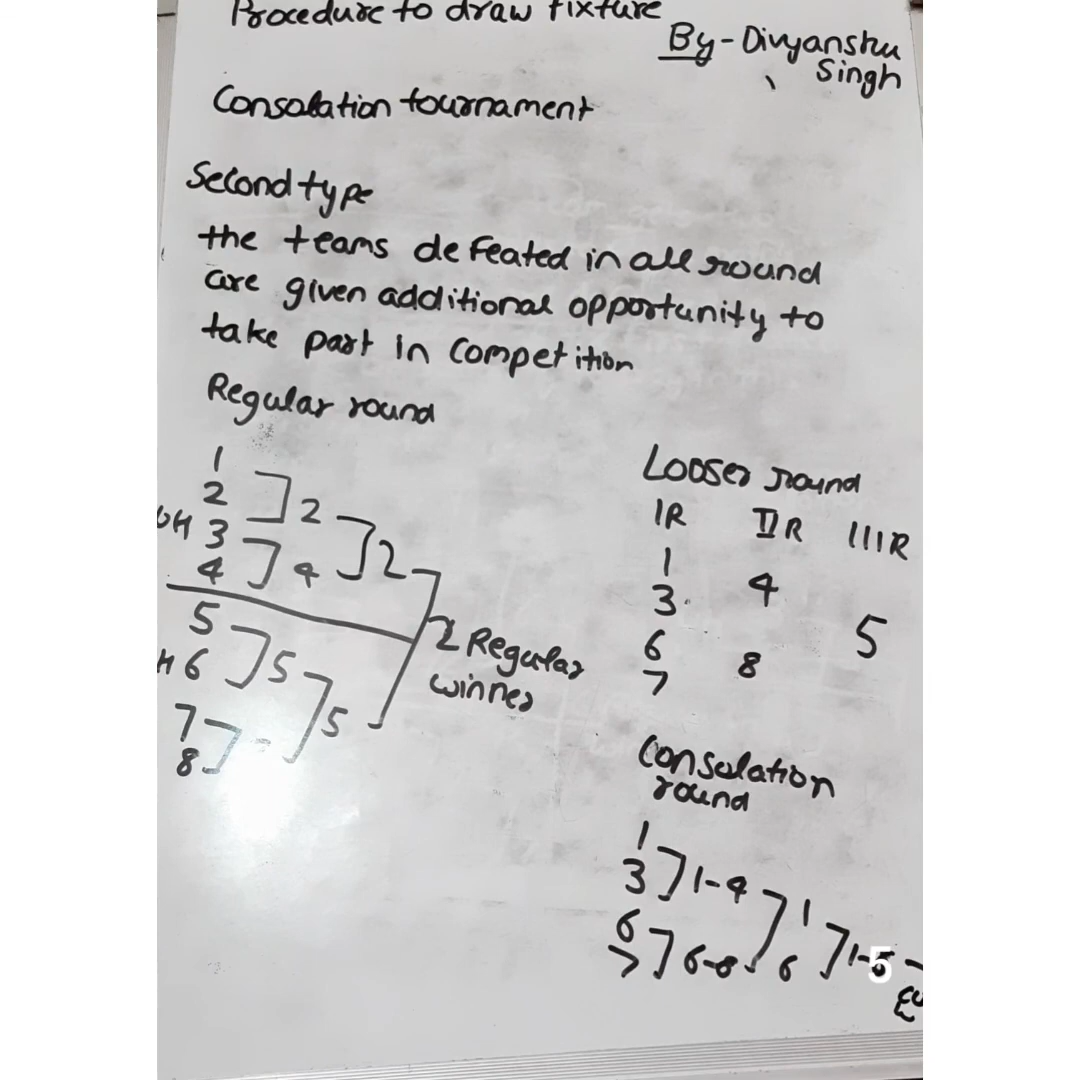 Procedure to draw fixture
By - Divyanshu
Singh
Consolation tournament
Second type
the teams defeated in all round
are given additional opportunity to
take part in competition
Regular round
1
2 ] 2
3
4 ] 4 ] 2
5
6 ] 5
7
8 ] - ] 5
2 Regular
winner
Looser round
IR IIR IIIR
1
3 4
6 5
7 8
Consolation
round
1
3 ] 1-4
6
7 ] 6-8 ] 1
6 ] 1-5 -